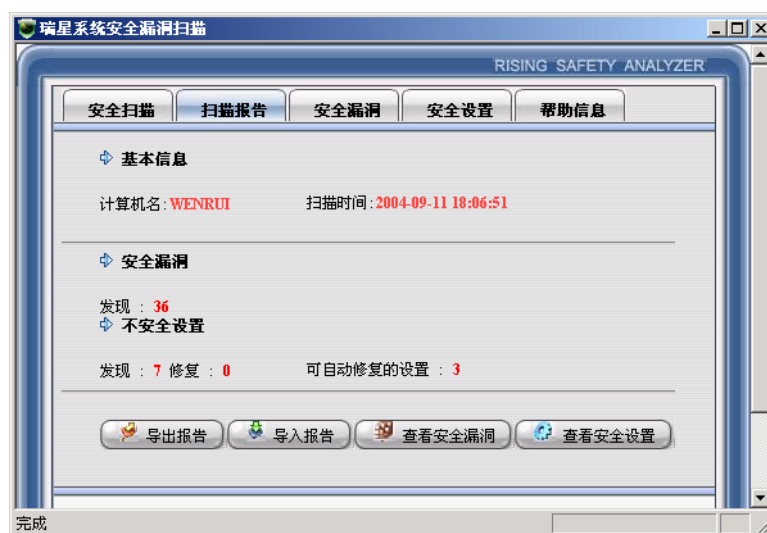 瑞星系统安全漏洞扫描
RISING SAFETY ANALYZER
安全扫描 扫描报告 安全漏洞 安全设置 帮助信息
基本信息
计算机名:WENRUI 扫描时间:2004-09-11 18:06:51
安全漏洞
发现 : 36
不安全设置
发现 : 7 修复 : 0 可自动修复的设置 : 3
导出报告 导入报告 查看安全漏洞 查看安全设置
完成